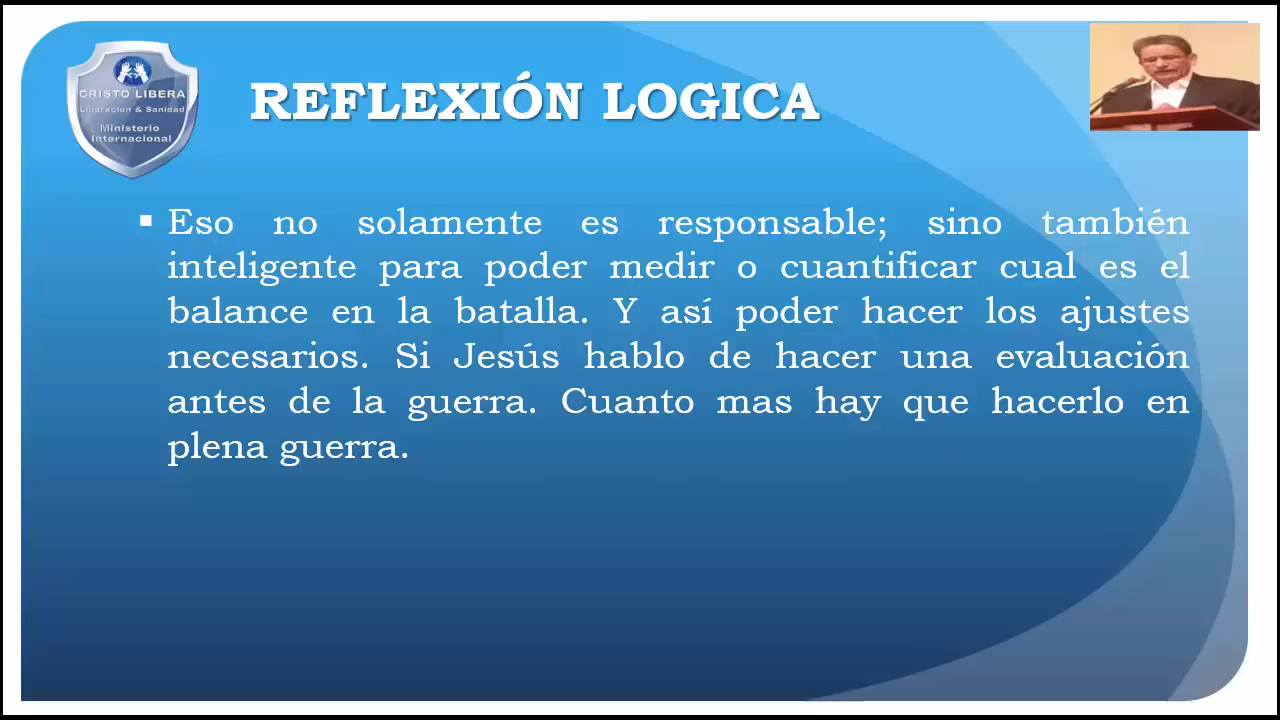 CRISTO LIBERA
Liberacion & Sanidad
Ministerio
Internacional
REFLEXIÓN LOGICA
Eso no solamente es responsable; sino también
inteligente para poder medir o cuantificar cual es el
balance en la batalla. Y así poder hacer los ajustes
necesarios. Si Jesús hablo de hacer una evaluación
antes de la guerra. Cuanto mas hay que hacerlo en
plena guerra.